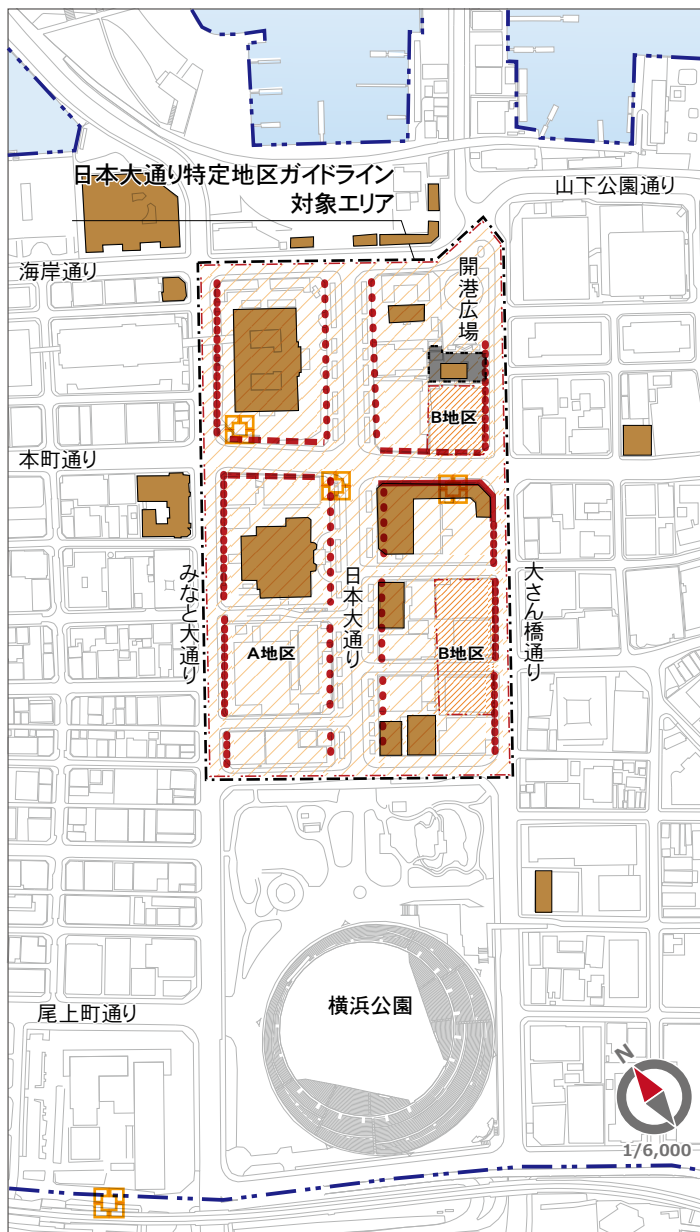 日本大通り特定地区ガイドライン
対象エリア
山下公園通り
海岸通り
開港広場
B地区
本町通り
みなと大通り
日本大通り
大さん橋通り
A地区
B地区
横浜公園
尾上町通り
N
1/6,000